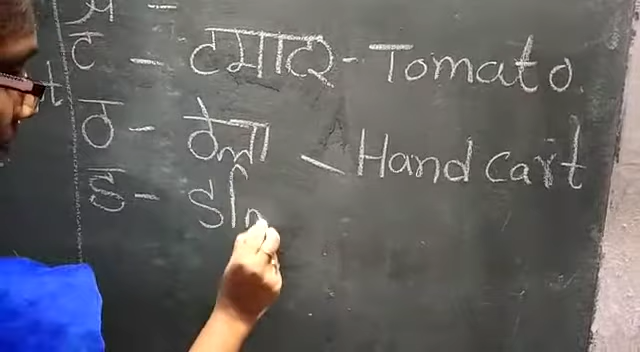 ट - टमाटर - Tomato
ठ - ठेला - Hand cart
ड -